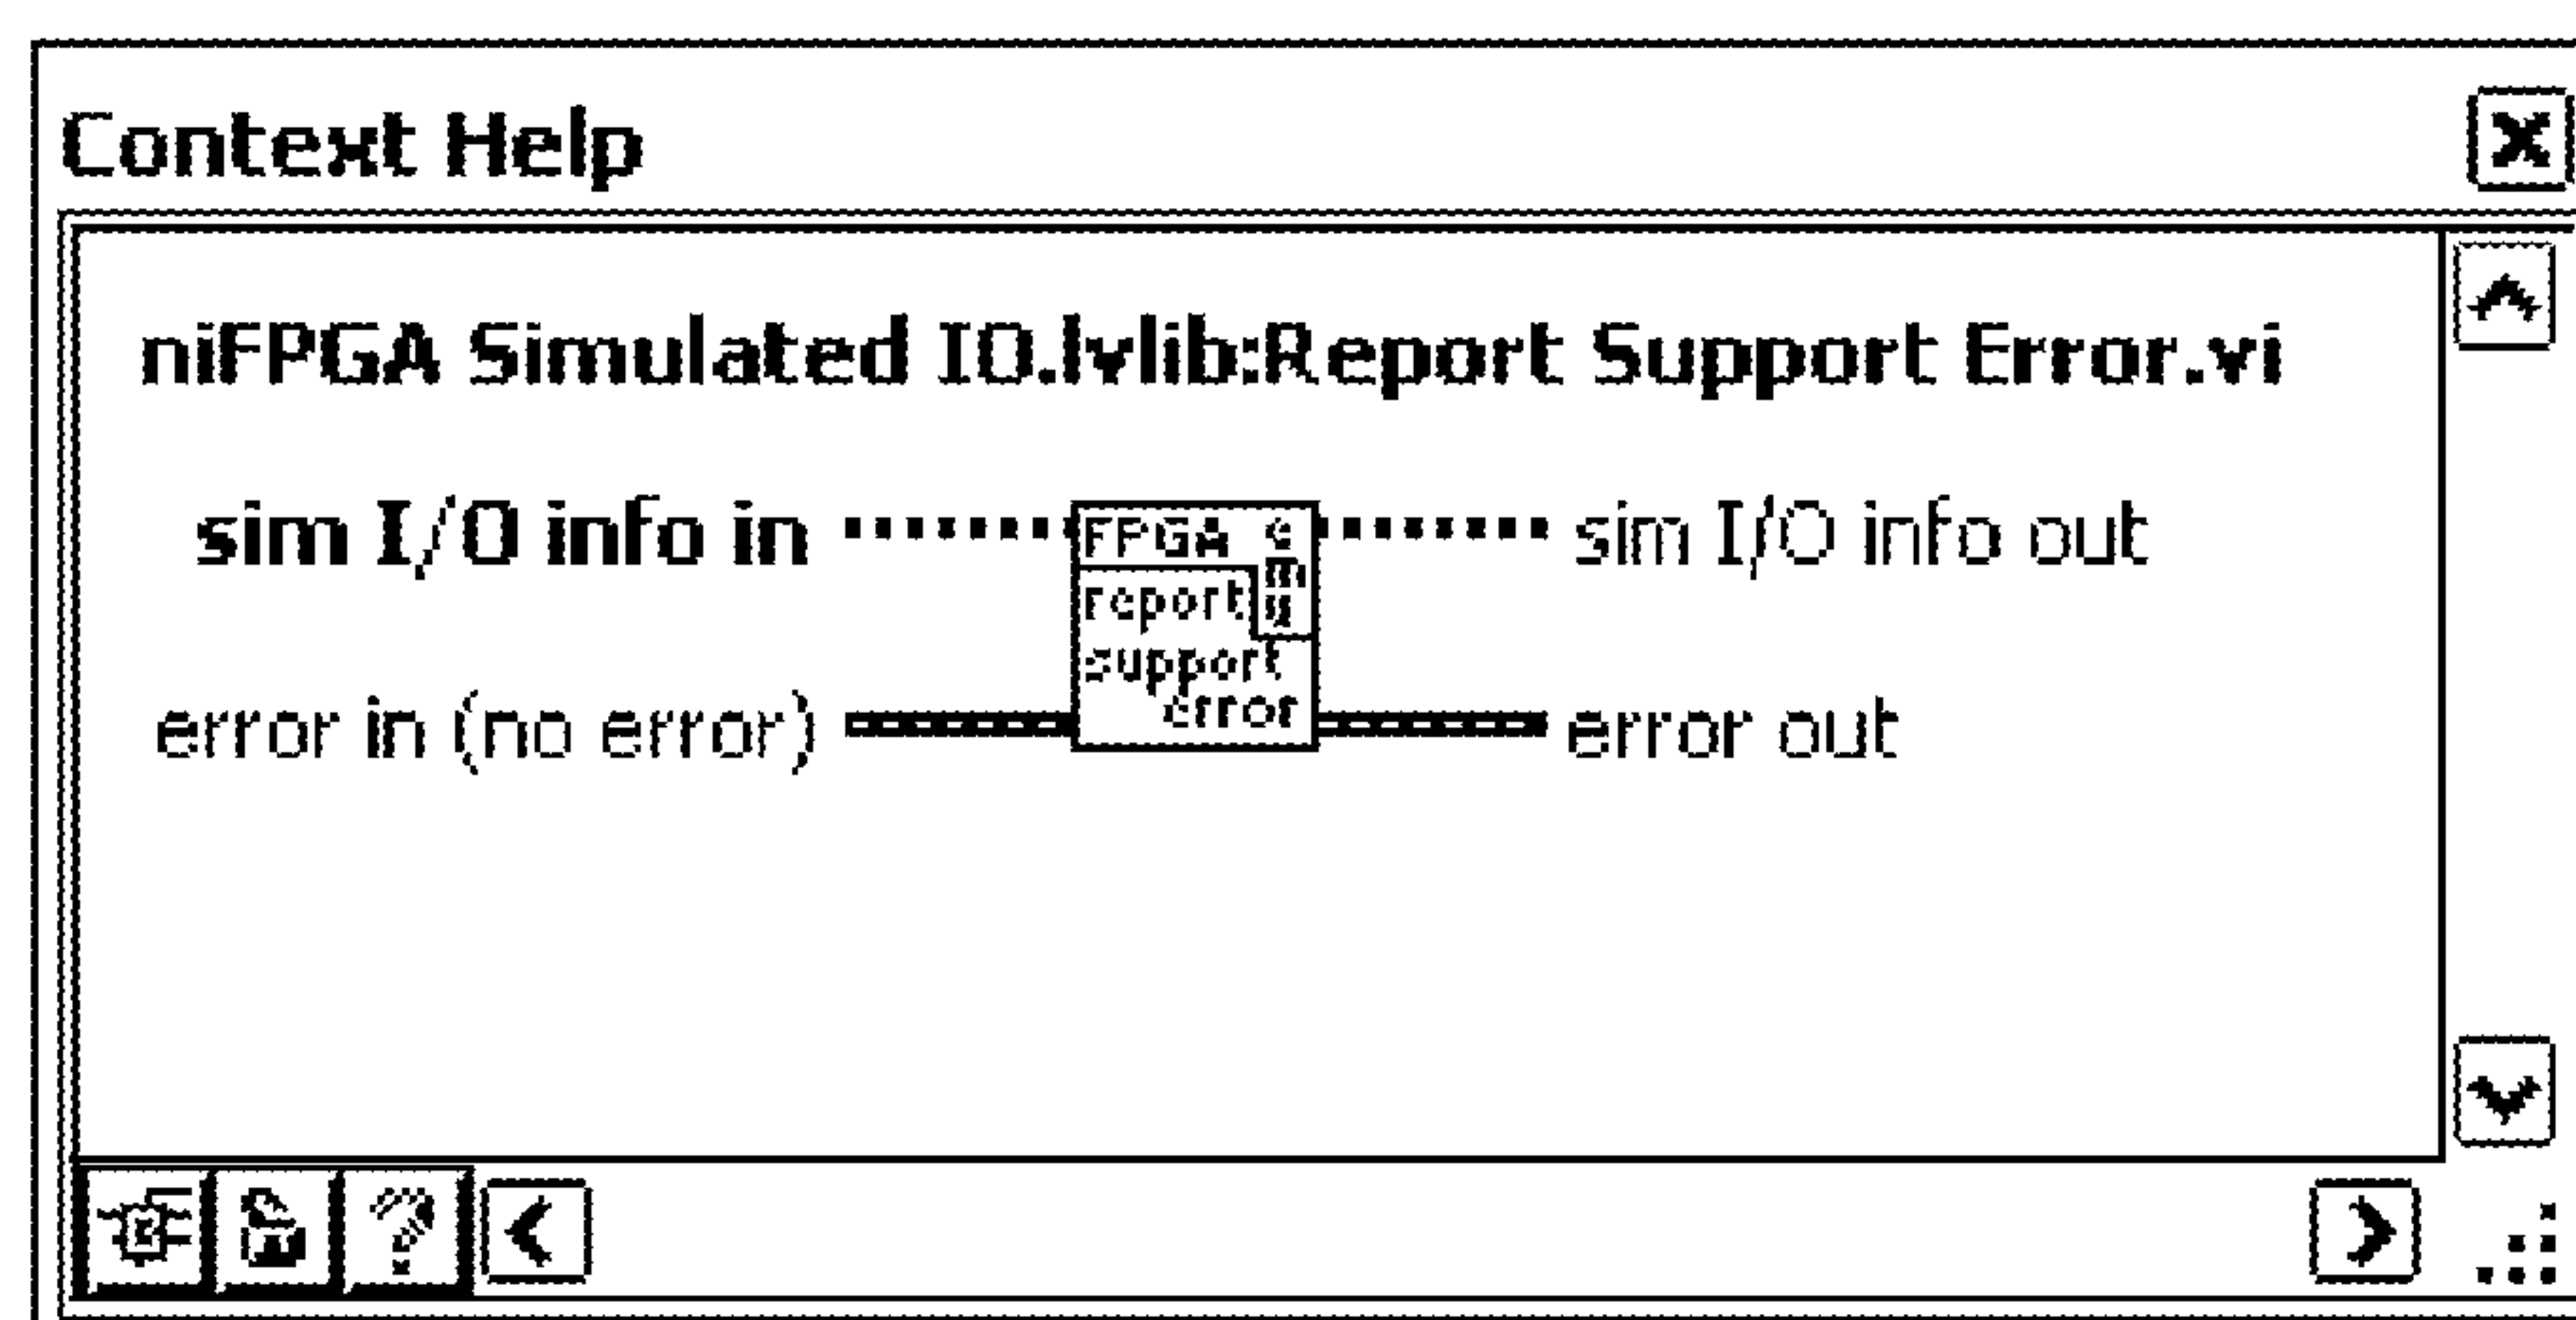 Context Help
niFPGA Simulated IO.lvlib:Report Support Error.vi
sim I/O info in
FPGA
sim I/O info out
report
support
error in (no error)
error
error out